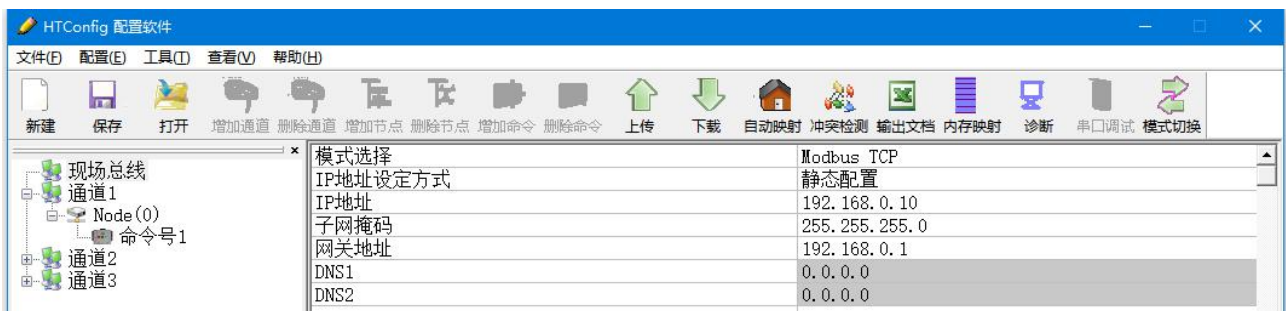 HTConfig 配置软件
文件(F) 配置(E) 工具(T) 查看(V) 帮助(H)
新建 保存 打开 增加通道 删除通道 增加节点 删除节点 增加命令 删除命令 上传 下载 自动映射 冲突检测 输出文档 内存映射 诊断 串口调试 模式切换
现场总线
通道1
Node(0)
命令号1
通道2
通道3
模式选择 Modbus TCP
IP地址设定方式 静态配置
IP地址 192.168.0.10
子网掩码 255.255.255.0
网关地址 192.168.0.1
DNS1 0.0.0.0
DNS2 0.0.0.0